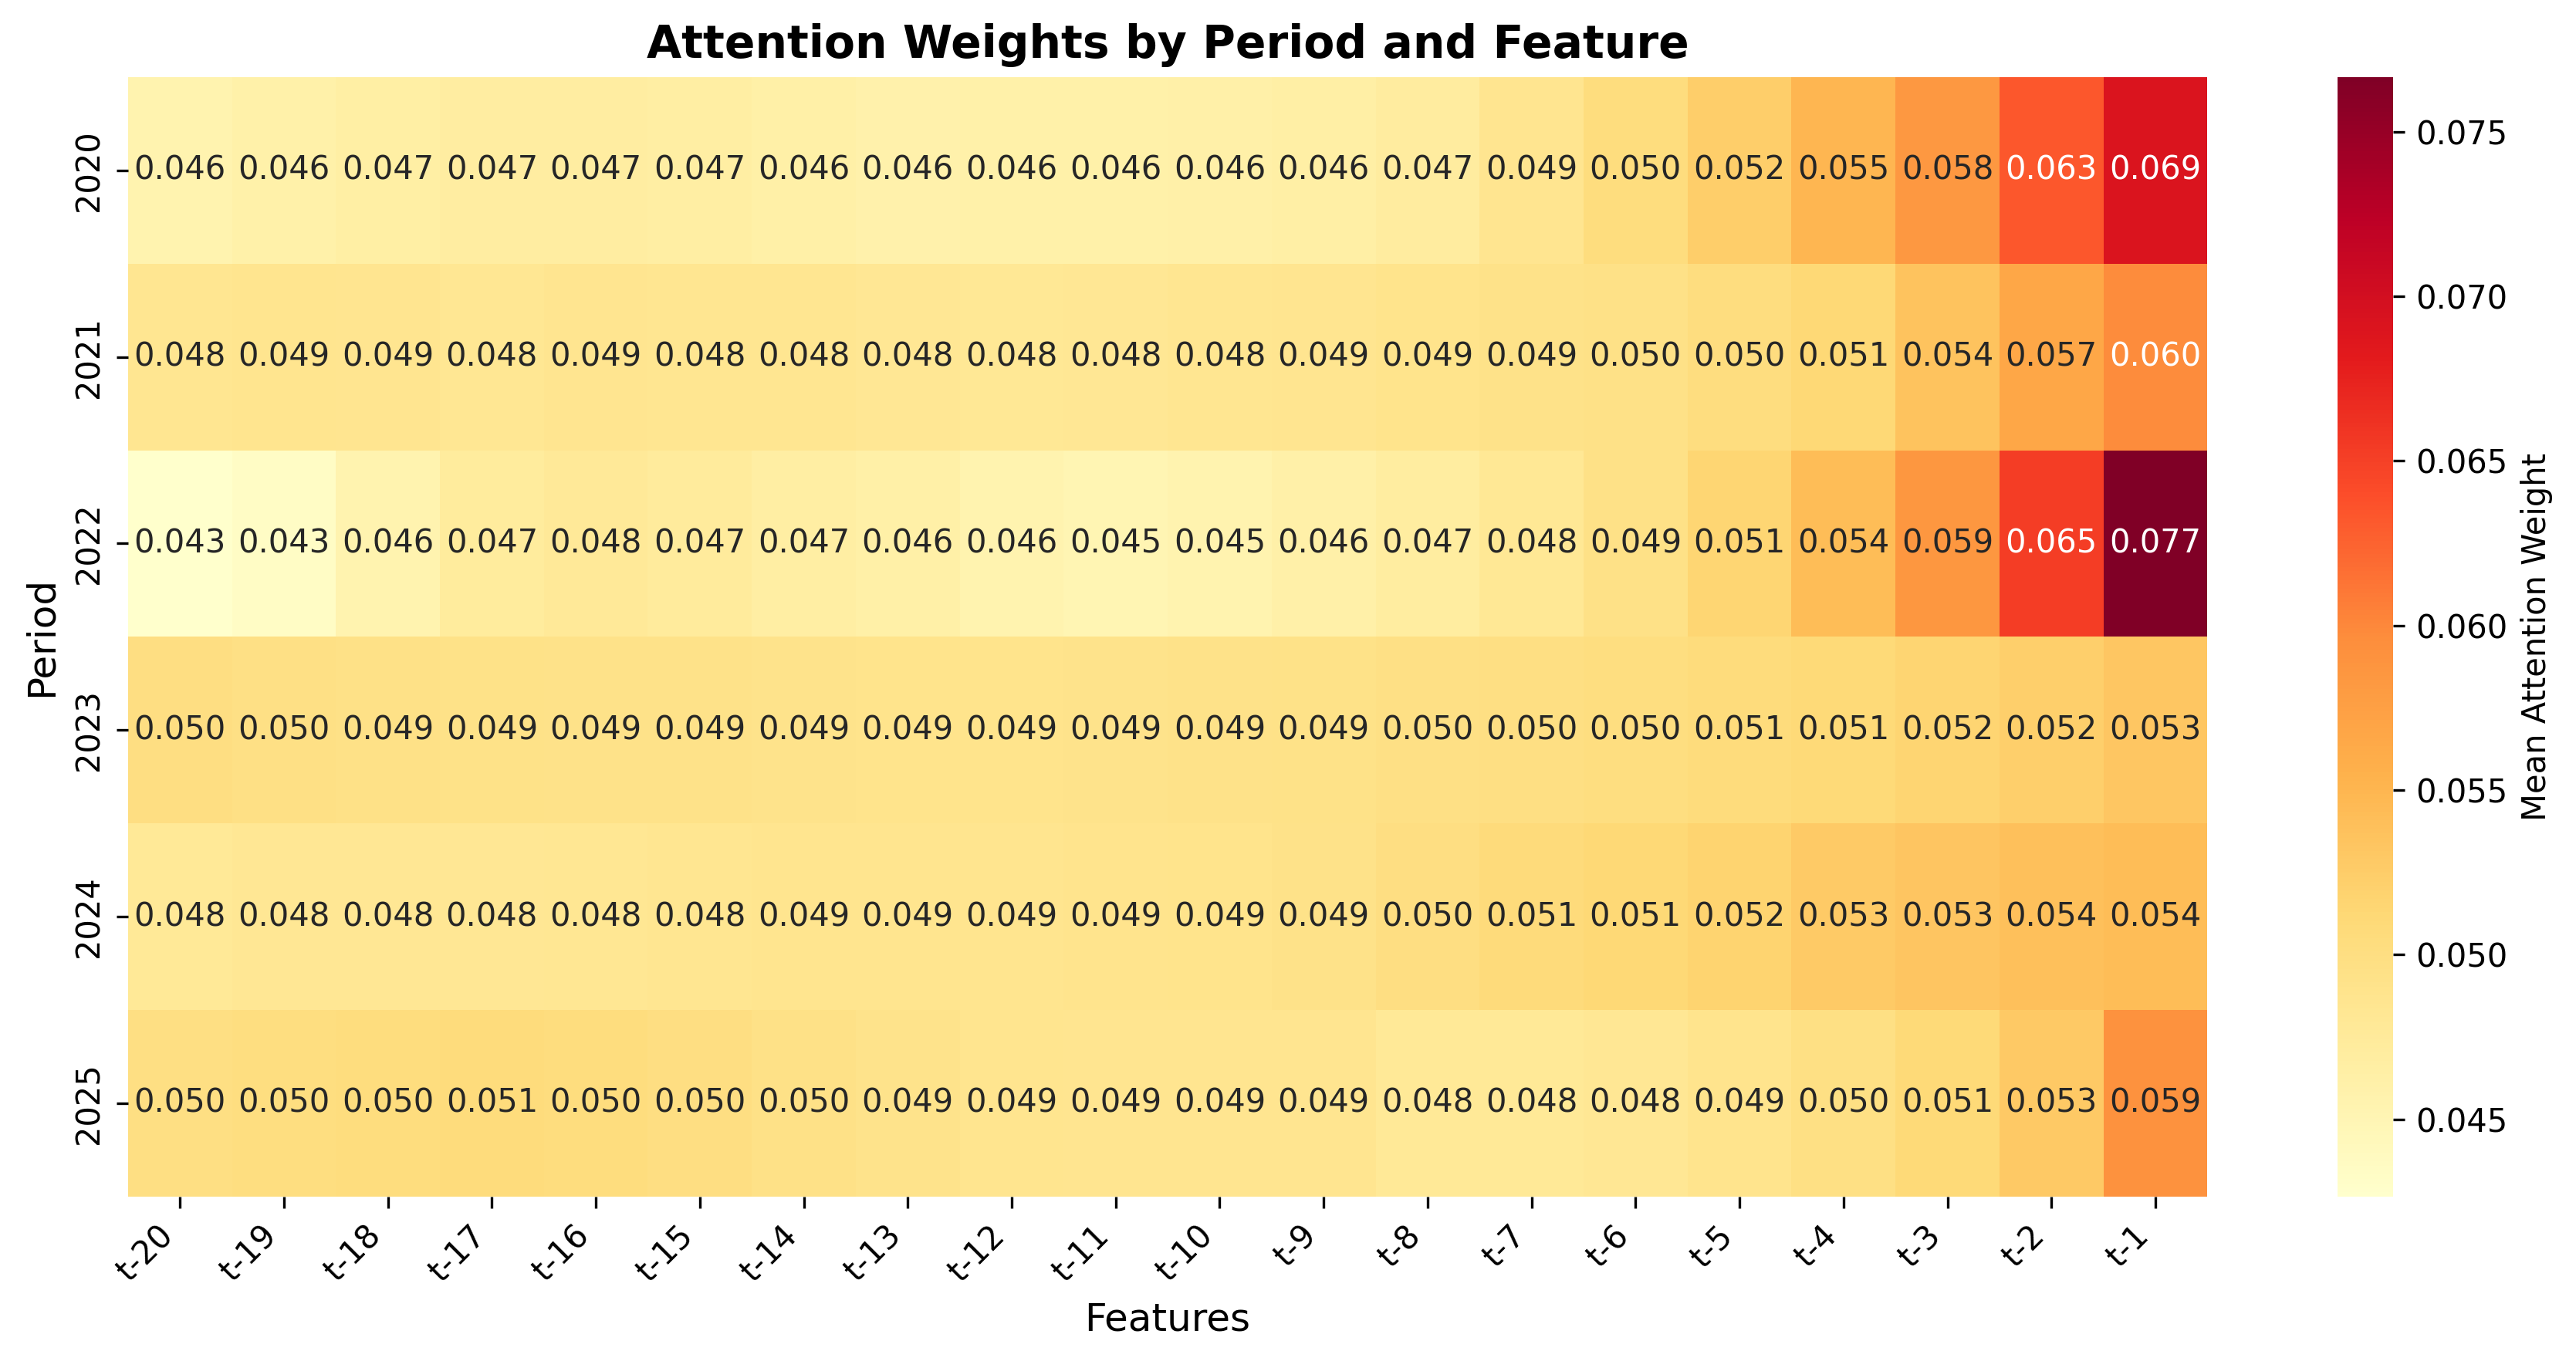 Attention Weights by Period and Feature
Period
2020 0.046 0.046 0.047 0.047 0.047 0.047 0.046 0.046 0.046 0.046 0.046 0.046 0.047 0.049 0.050 0.052 0.055 0.058 0.063 0.069
2021 0.048 0.049 0.049 0.048 0.049 0.048 0.048 0.048 0.048 0.048 0.048 0.049 0.049 0.049 0.050 0.050 0.051 0.054 0.057 0.060
2022 0.043 0.043 0.046 0.047 0.048 0.047 0.047 0.046 0.046 0.045 0.045 0.046 0.047 0.048 0.049 0.051 0.054 0.059 0.065 0.077
2023 0.050 0.050 0.049 0.049 0.049 0.049 0.049 0.049 0.049 0.049 0.049 0.049 0.050 0.050 0.050 0.051 0.051 0.052 0.052 0.053
2024 0.048 0.048 0.048 0.048 0.048 0.048 0.049 0.049 0.049 0.049 0.049 0.049 0.050 0.051 0.051 0.052 0.053 0.053 0.054 0.054
2025 0.050 0.050 0.050 0.051 0.050 0.050 0.050 0.049 0.049 0.049 0.049 0.049 0.048 0.048 0.048 0.049 0.050 0.051 0.053 0.059
t-20 t-19 t-18 t-17 t-16 t-15 t-14 t-13 t-12 t-11 t-10 t-9 t-8 t-7 t-6 t-5 t-4 t-3 t-2 t-1
Features
0.075
0.070
0.065
0.060
0.055
0.050
0.045
Mean Attention Weight